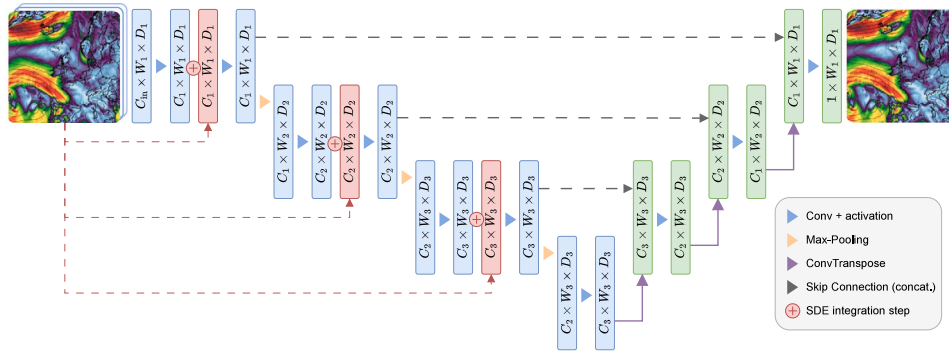 C_in × W_1 × D_1
C_1 × W_1 × D_1
C_1 × W_1 × D_1
C_1 × W_1 × D_1
C_1 × W_2 × D_2
C_2 × W_2 × D_2
C_2 × W_2 × D_2
C_2 × W_2 × D_2
C_2 × W_3 × D_3
C_3 × W_3 × D_3
C_3 × W_3 × D_3
C_3 × W_3 × D_3
C_2 × W_3 × D_3
C_3 × W_3 × D_3
C_3 × W_3 × D_3
C_2 × W_3 × D_3
C_2 × W_2 × D_2
C_1 × W_2 × D_2
C_1 × W_1 × D_1
1 × W_1 × D_1
Conv + activation
Max-Pooling
ConvTranspose
Skip Connection (concat.)
SDE integration step